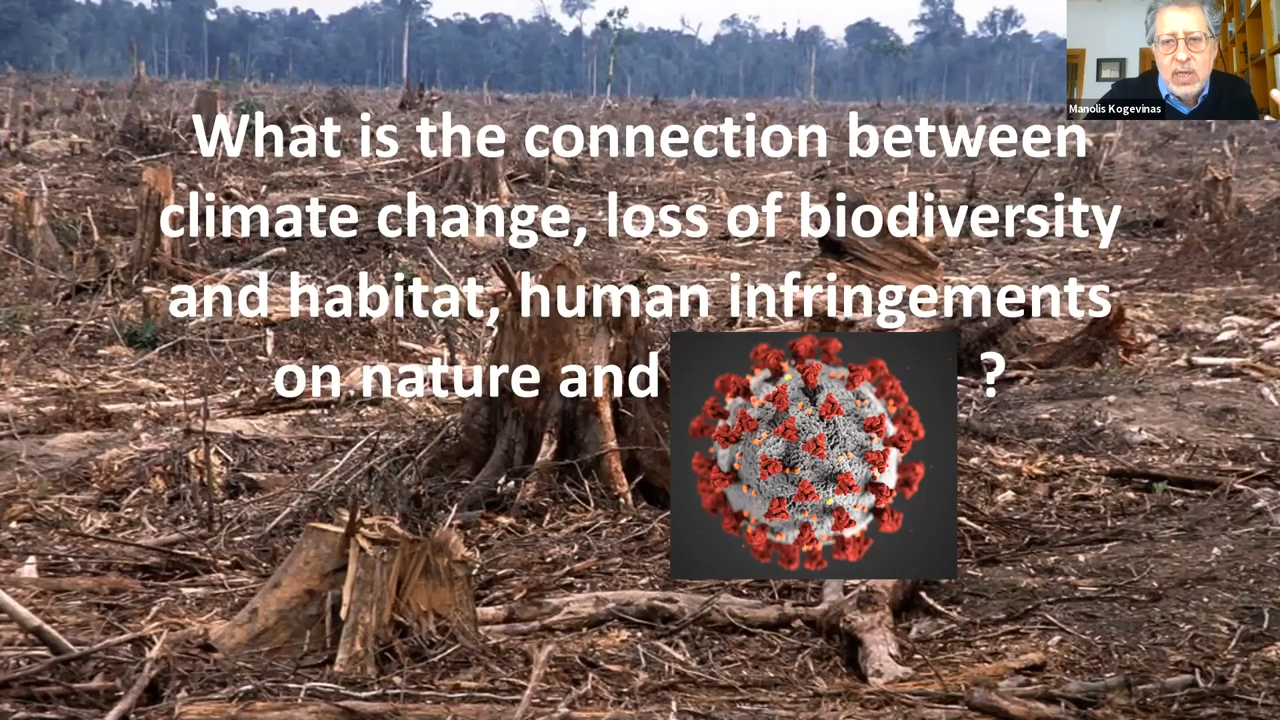 Manolis Kogevinas
What is the connection between
climate change, loss of biodiversity
and habitat, human infringements
on nature and ?